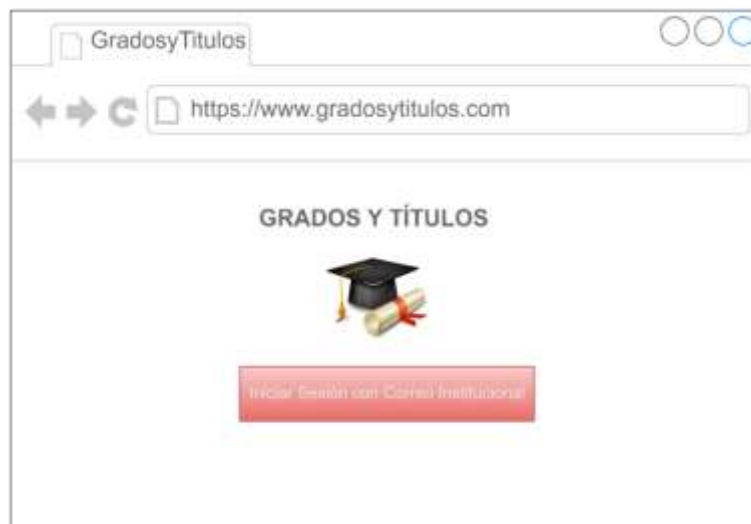 GradosyTitulos
https://www.gradosytitulos.com
GRADOS Y TÍTULOS
Iniciar Sesión con Correo Institucional